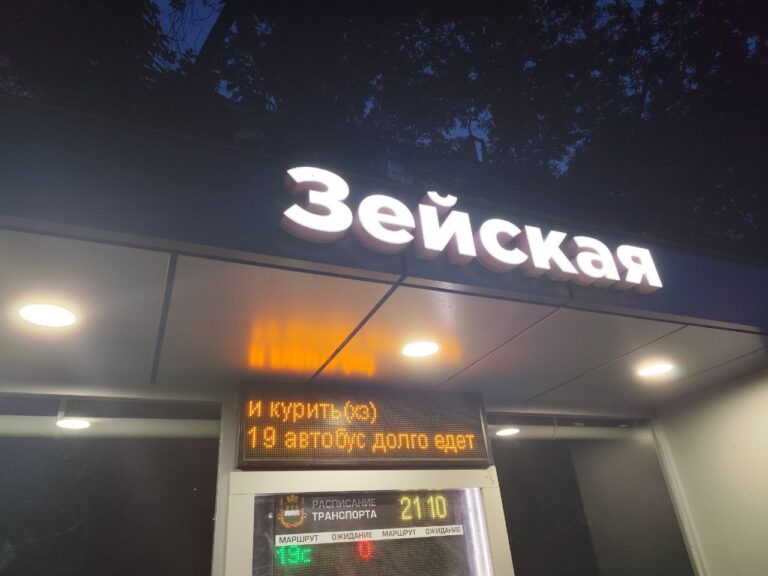 Зейская
и курить(хз)
19 автобус долго едет
РАСПИСАНИЕ
ТРАНСПОРТА
21 10
МАРШРУТ ОЖИДАНИЕ МАРШРУТ ОЖИДАНИЕ
19с 0